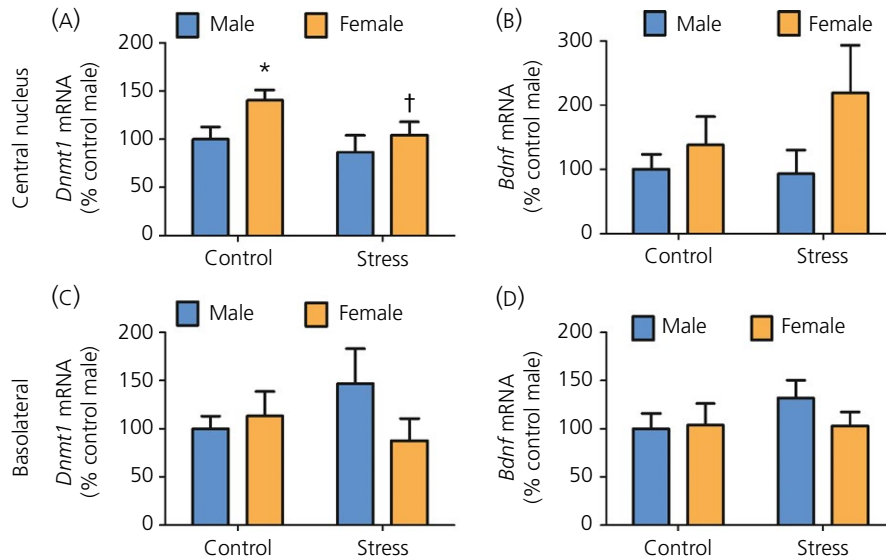 (A)
Male Female
Central nucleus
Dnmt1 mRNA
(% control male)
200
150
100
50
0
*
†
Control Stress
(B)
Male Female
Bdnf mRNA
(% control male)
300
200
100
0
Control Stress
(C)
Male Female
Basolateral
Dnmt1 mRNA
(% control male)
200
150
100
50
0
Control Stress
(D)
Male Female
Bdnf mRNA
(% control male)
200
150
100
50
0
Control Stress